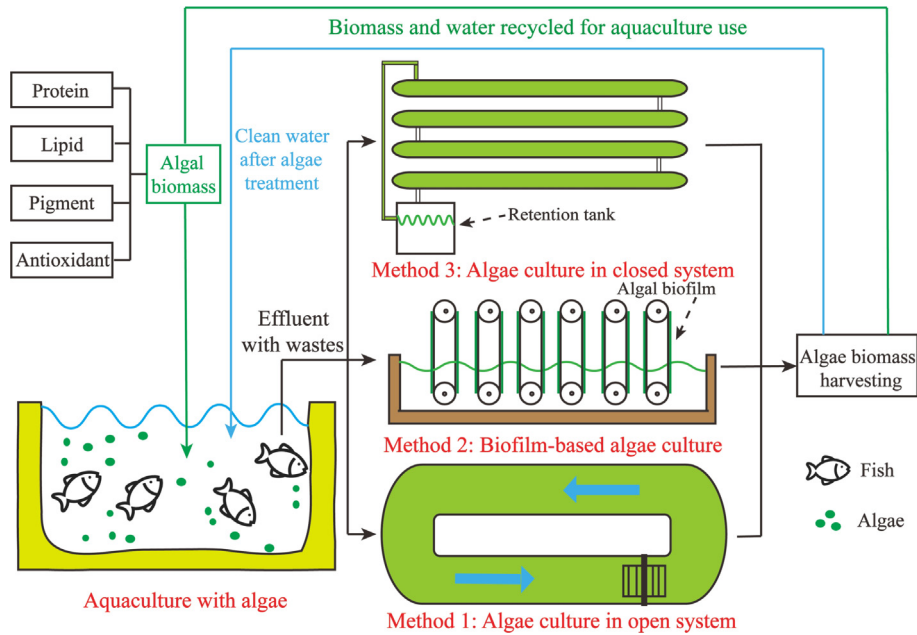 Biomass and water recycled for aquaculture use
Protein
Lipid
Pigment
Antioxidant
Algal
biomass
Clean water
after algae
treatment
Retention tank
Method 3: Algae culture in closed system
Algal biofilm
Effluent
with wastes
Algae biomass
harvesting
Method 2: Biofilm-based algae culture
Fish
Algae
Aquaculture with algae
Method 1: Algae culture in open system